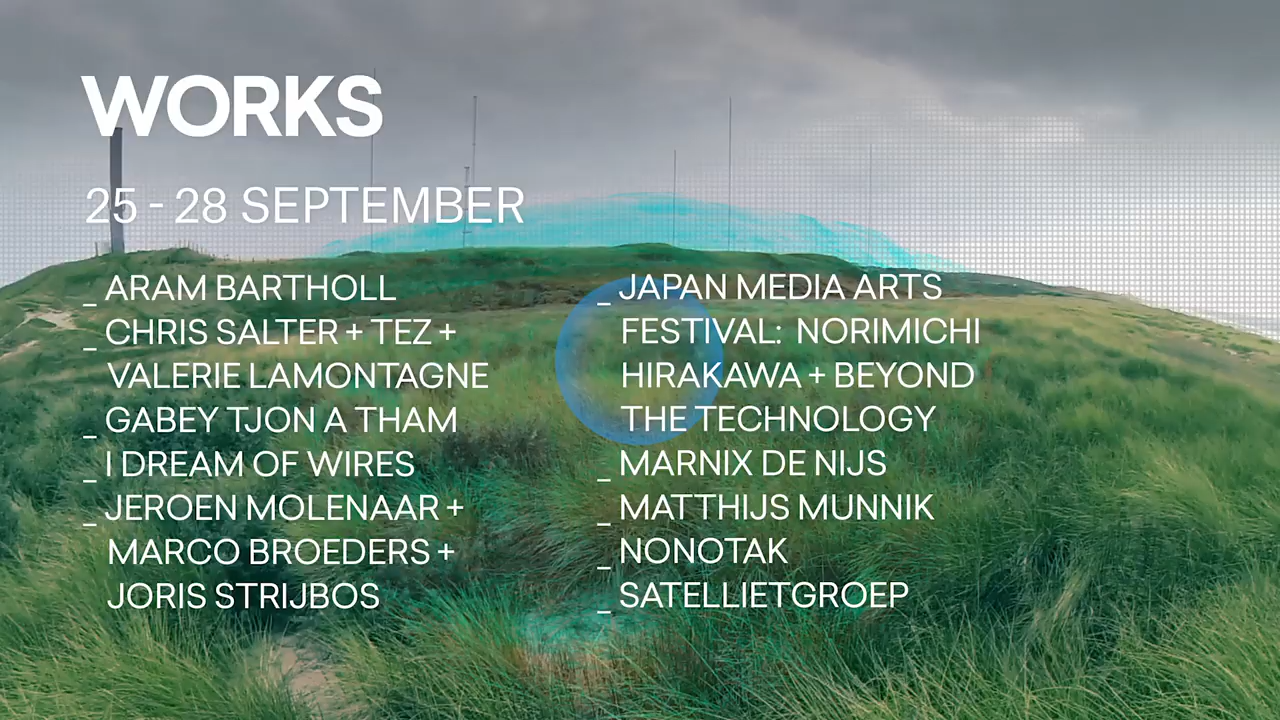 WORKS
25 - 28 SEPTEMBER
_ ARAM BARTHOLL
_ CHRIS SALTER + TEZ +
VALERIE LAMONTAGNE
_ GABEY TJON A THAM
_ I DREAM OF WIRES
_ JEROEN MOLENAAR +
MARCO BROEDERS +
JORIS STRIJBOS
_ JAPAN MEDIA ARTS
FESTIVAL: NORIMICHI
HIRAKAWA + BEYOND
THE TECHNOLOGY
_ MARNIX DE NIJS
_ MATTHIJS MUNNIK
_ NONOTAK
_ SATELLIETGROEP